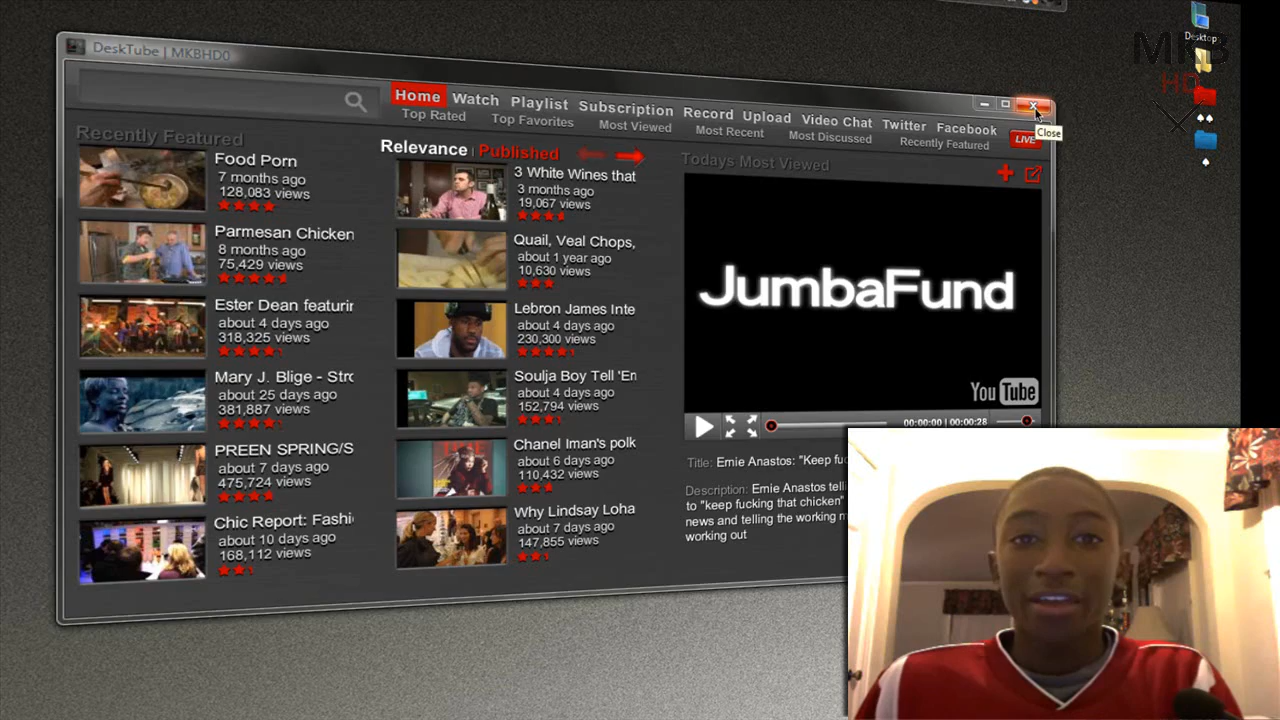 Desktop
MKB
HD
DeskTube | MKBHD0
Home Watch Playlist Subscription Record Upload Video Chat Twitter Facebook
Top Rated Top Favorites Most Viewed Most Recent Most Discussed Recently Featured
LIVE
Close
Recently Featured
Food Porn
7 months ago
128,083 views
Parmesan Chicken
8 months ago
75,429 views
Ester Dean featurin
about 4 days ago
318,325 views
Mary J. Blige - Stro
about 25 days ago
381,887 views
PREEN SPRING/S
about 7 days ago
475,724 views
Chic Report: Fashi
about 10 days ago
168,112 views
Relevance | Published
3 White Wines that
3 months ago
19,067 views
Quail, Veal Chops,
about 1 year ago
10,630 views
Lebron James Inte
about 4 days ago
230,300 views
Soulja Boy Tell 'Em
about 4 days ago
152,794 views
Chanel Iman's polk
about 6 days ago
110,432 views
Why Lindsay Loha
about 7 days ago
147,855 views
Todays Most Viewed
JumbaFund
YouTube
00:00:00 | 00:00:28
Title: Ernie Anastos: "Keep fuc
Description: Ernie Anastos telli
to "keep fucking that chicken"
news and telling the working m
working out